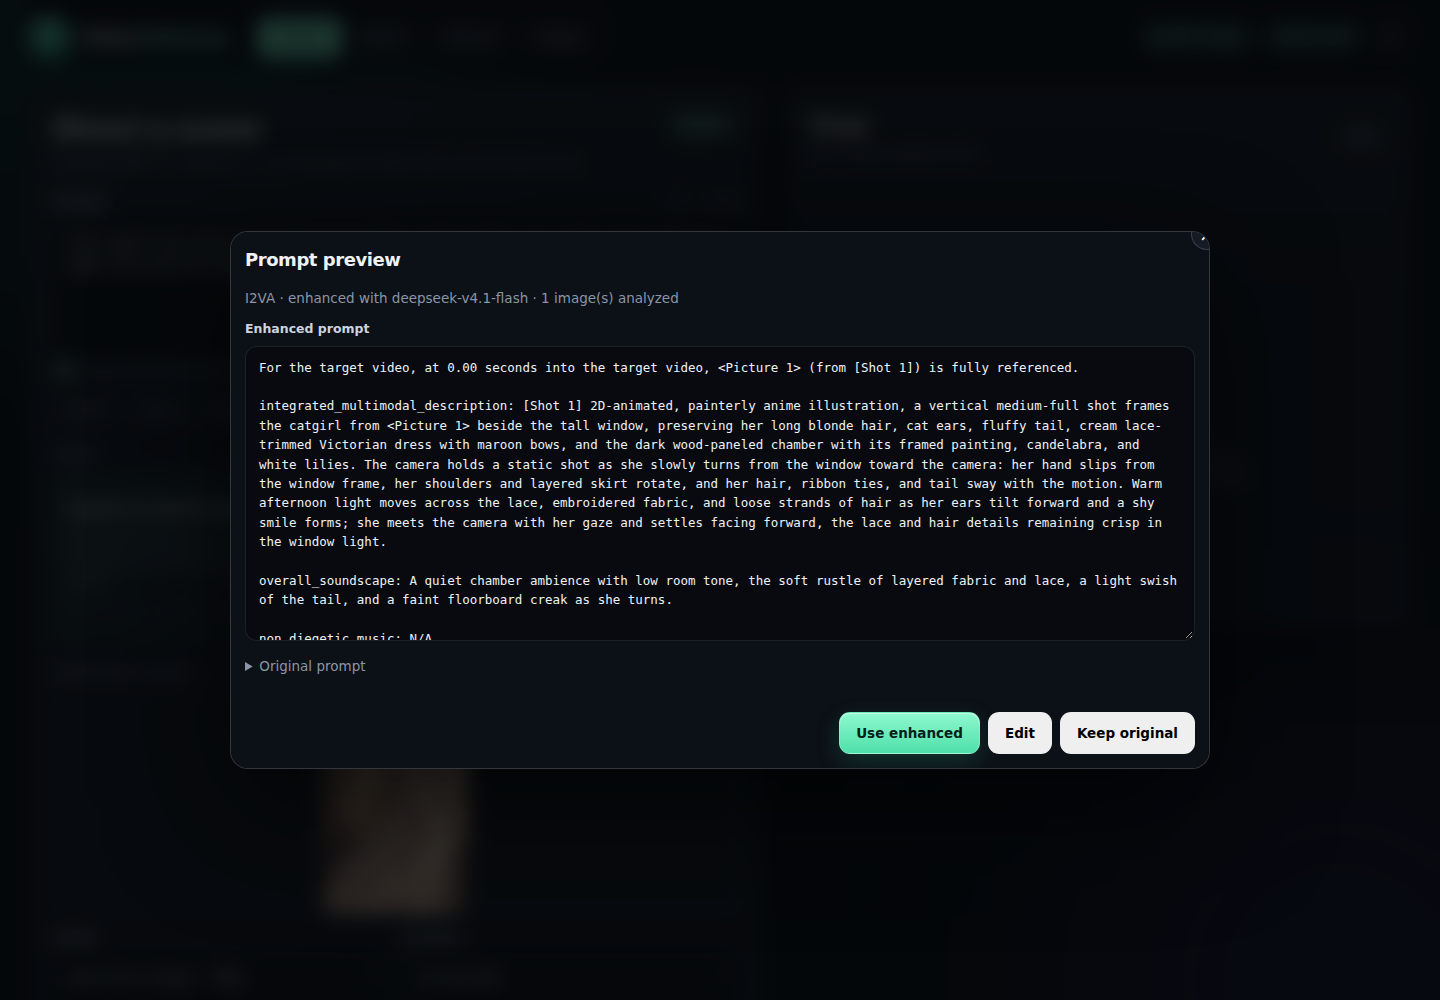 Prompt preview
I2VA · enhanced with deepseek-v4.1-flash · 1 image(s) analyzed
Enhanced prompt
For the target video, at 0.00 seconds into the target video, <Picture 1> (from [Shot 1]) is fully referenced.
integrated_multimodal_description: [Shot 1] 2D-animated, painterly anime illustration, a vertical medium-full shot frames
the catgirl from <Picture 1> beside the tall window, preserving her long blonde hair, cat ears, fluffy tail, cream lace-
trimmed Victorian dress with maroon bows, and the dark wood-paneled chamber with its framed painting, candelabra, and
white lilies. The camera holds a static shot as she slowly turns from the window toward the camera: her hand slips from
the window frame, her shoulders and layered skirt rotate, and her hair, ribbon ties, and tail sway with the motion. Warm
afternoon light moves across the lace, embroidered fabric, and loose strands of hair as her ears tilt forward and a shy
smile forms; she meets the camera with her gaze and settles facing forward, the lace and hair details remaining crisp in
the window light.
overall_soundscape: A quiet chamber ambience with low room tone, the soft rustle of layered fabric and lace, a light swish
of the tail, and a faint floorboard creak as she turns.
non_diegetic_music: N/A
▶ Original prompt
Use enhanced
Edit
Keep original